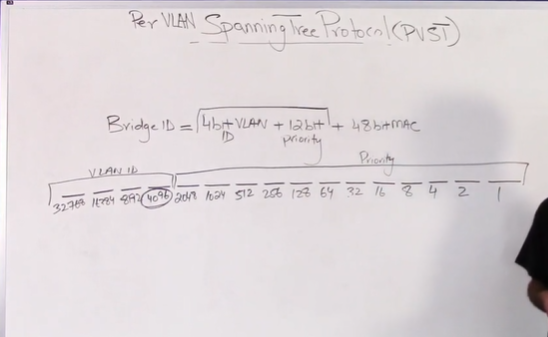 Per VLAN Spanning Tree Protocol (PVST)
Bridge ID = 4bit VLAN ID + 12bit priority + 48bit MAC
VLAN ID Priority
32768 16384 8192 4096 2048 1024 512 256 128 64 32 16 8 4 2 1